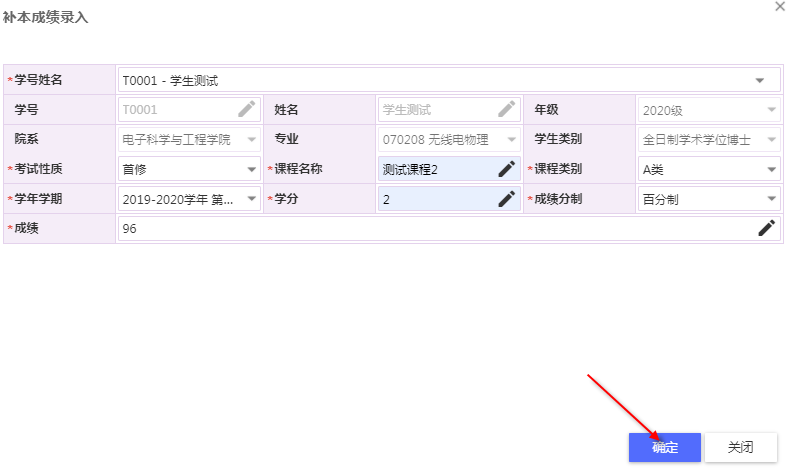 补本成绩录入
*学号姓名 T0001 - 学生测试
学号 T0001 姓名 学生测试 年级 2020级
院系 电子科学与工程学院 专业 070208 无线电物理 学生类别 全日制学术学位博士
*考试性质 首修 *课程名称 测试课程2 *课程类别 A类
*学年学期 2019-2020学年 第... *学分 2 *成绩分制 百分制
*成绩 96
确定 关闭